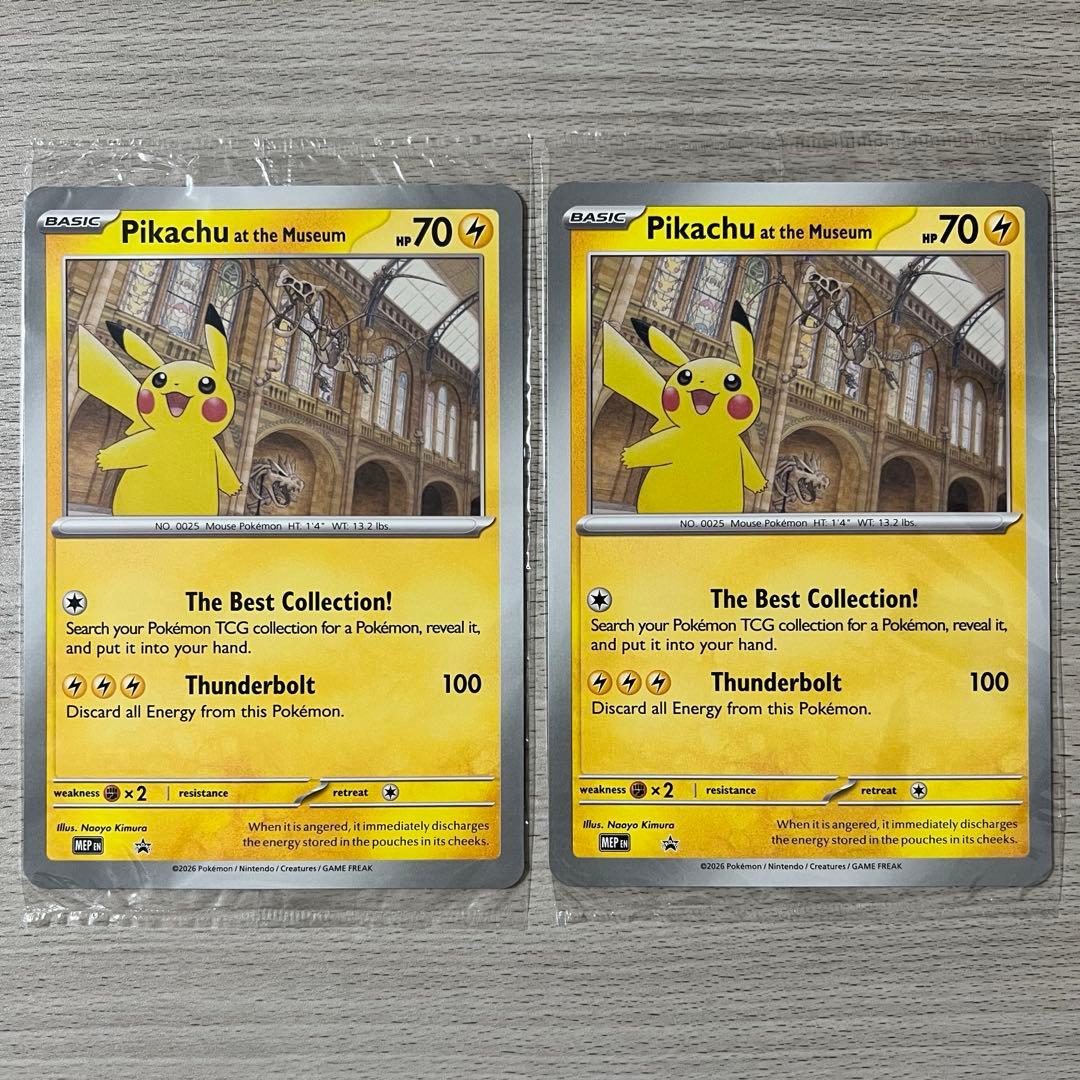 BASIC Pikachu at the Museum HP 70
NO. 0025 Mouse Pokémon HT: 1'4" WT: 13.2 lbs.
The Best Collection!
Search your Pokémon TCG collection for a Pokémon, reveal it,
and put it into your hand.
Thunderbolt 100
Discard all Energy from this Pokémon.
weakness ×2 resistance retreat
Illus. Naoyo Kimura
When it is angered, it immediately discharges
the energy stored in the pouches in its cheeks.
MEP EN
©2026 Pokémon / Nintendo / Creatures / GAME FREAK
BASIC Pikachu at the Museum HP 70
NO. 0025 Mouse Pokémon HT: 1'4" WT: 13.2 lbs.
The Best Collection!
Search your Pokémon TCG collection for a Pokémon, reveal it,
and put it into your hand.
Thunderbolt 100
Discard all Energy from this Pokémon.
weakness ×2 resistance retreat
Illus. Naoyo Kimura
When it is angered, it immediately discharges
the energy stored in the pouches in its cheeks.
MEP EN
©2026 Pokémon / Nintendo / Creatures / GAME FREAK